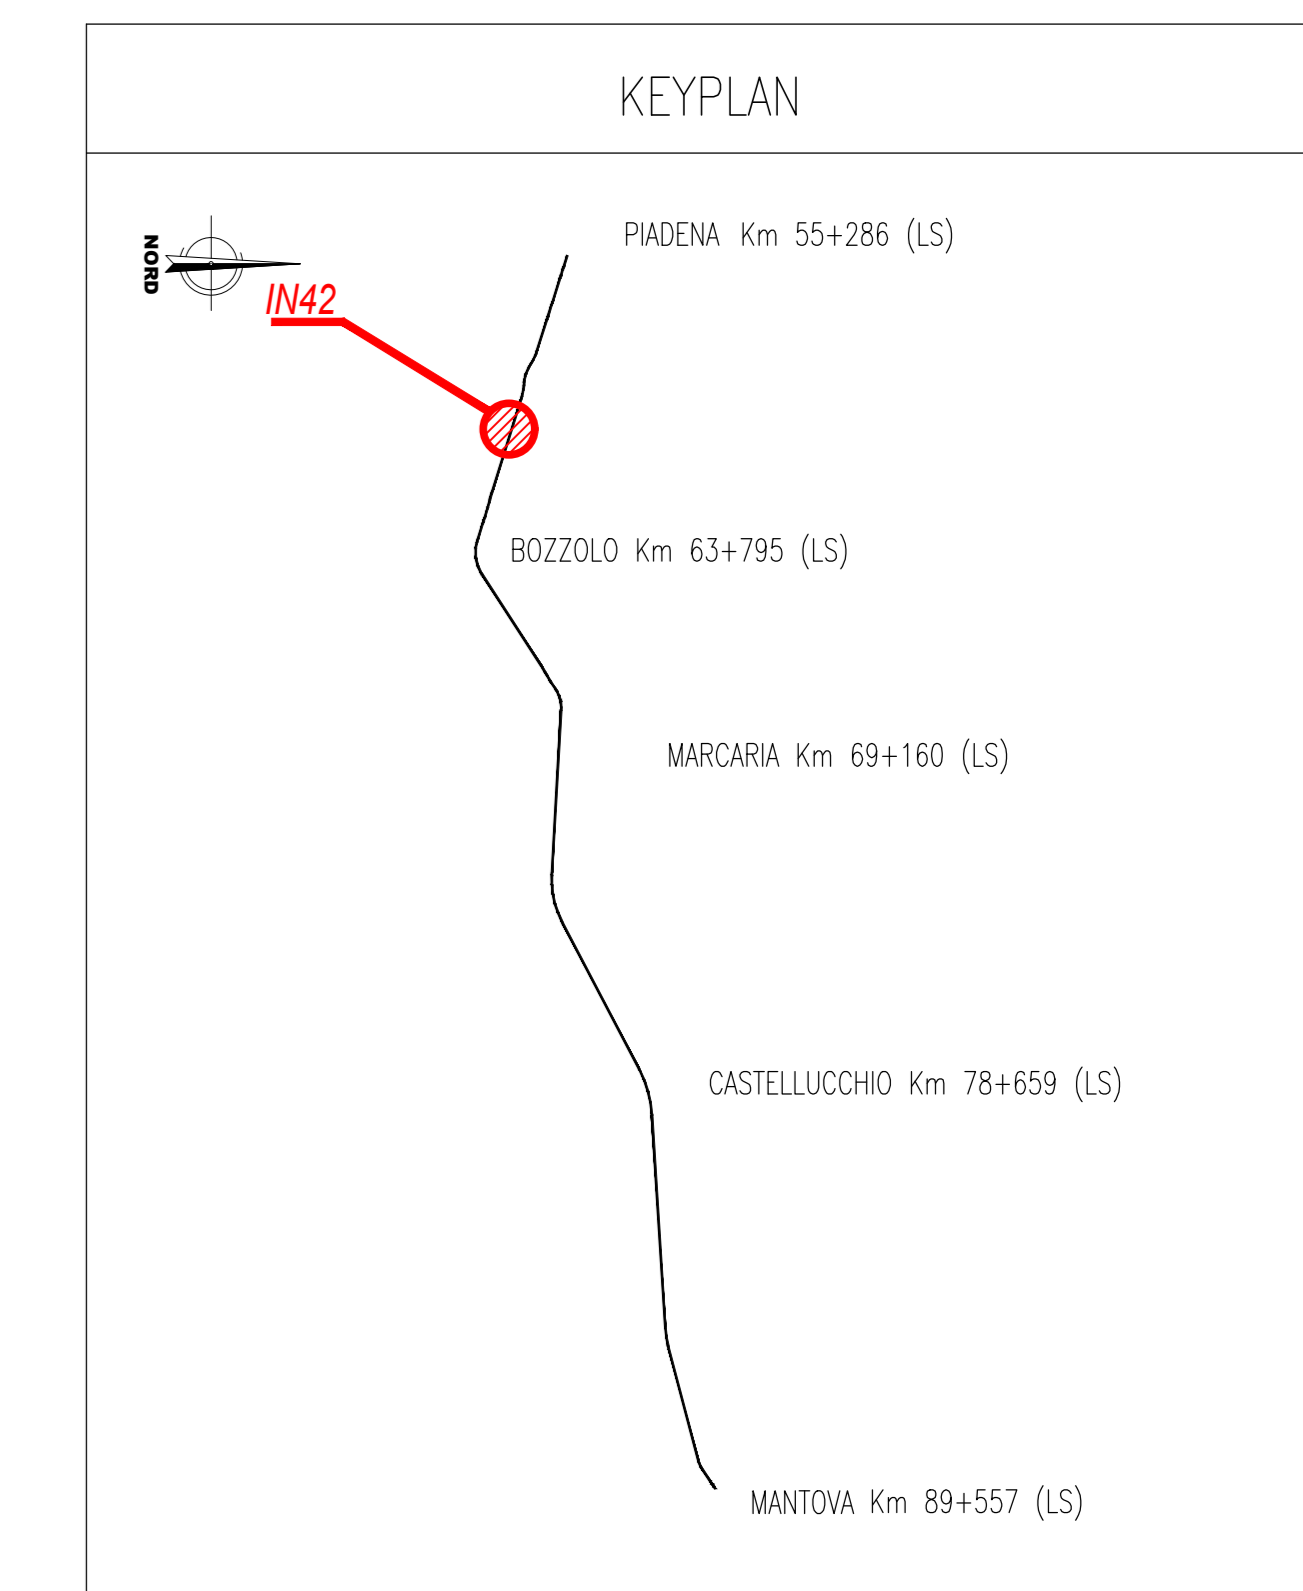 KEYPLAN
PIADENA Km 55+286 (LS)
NORD
IN42
BOZZOLO Km 63+795 (LS)
MARCARIA Km 69+160 (LS)
CASTELLUCCHIO Km 78+659 (LS)
MANTOVA Km 89+557 (LS)